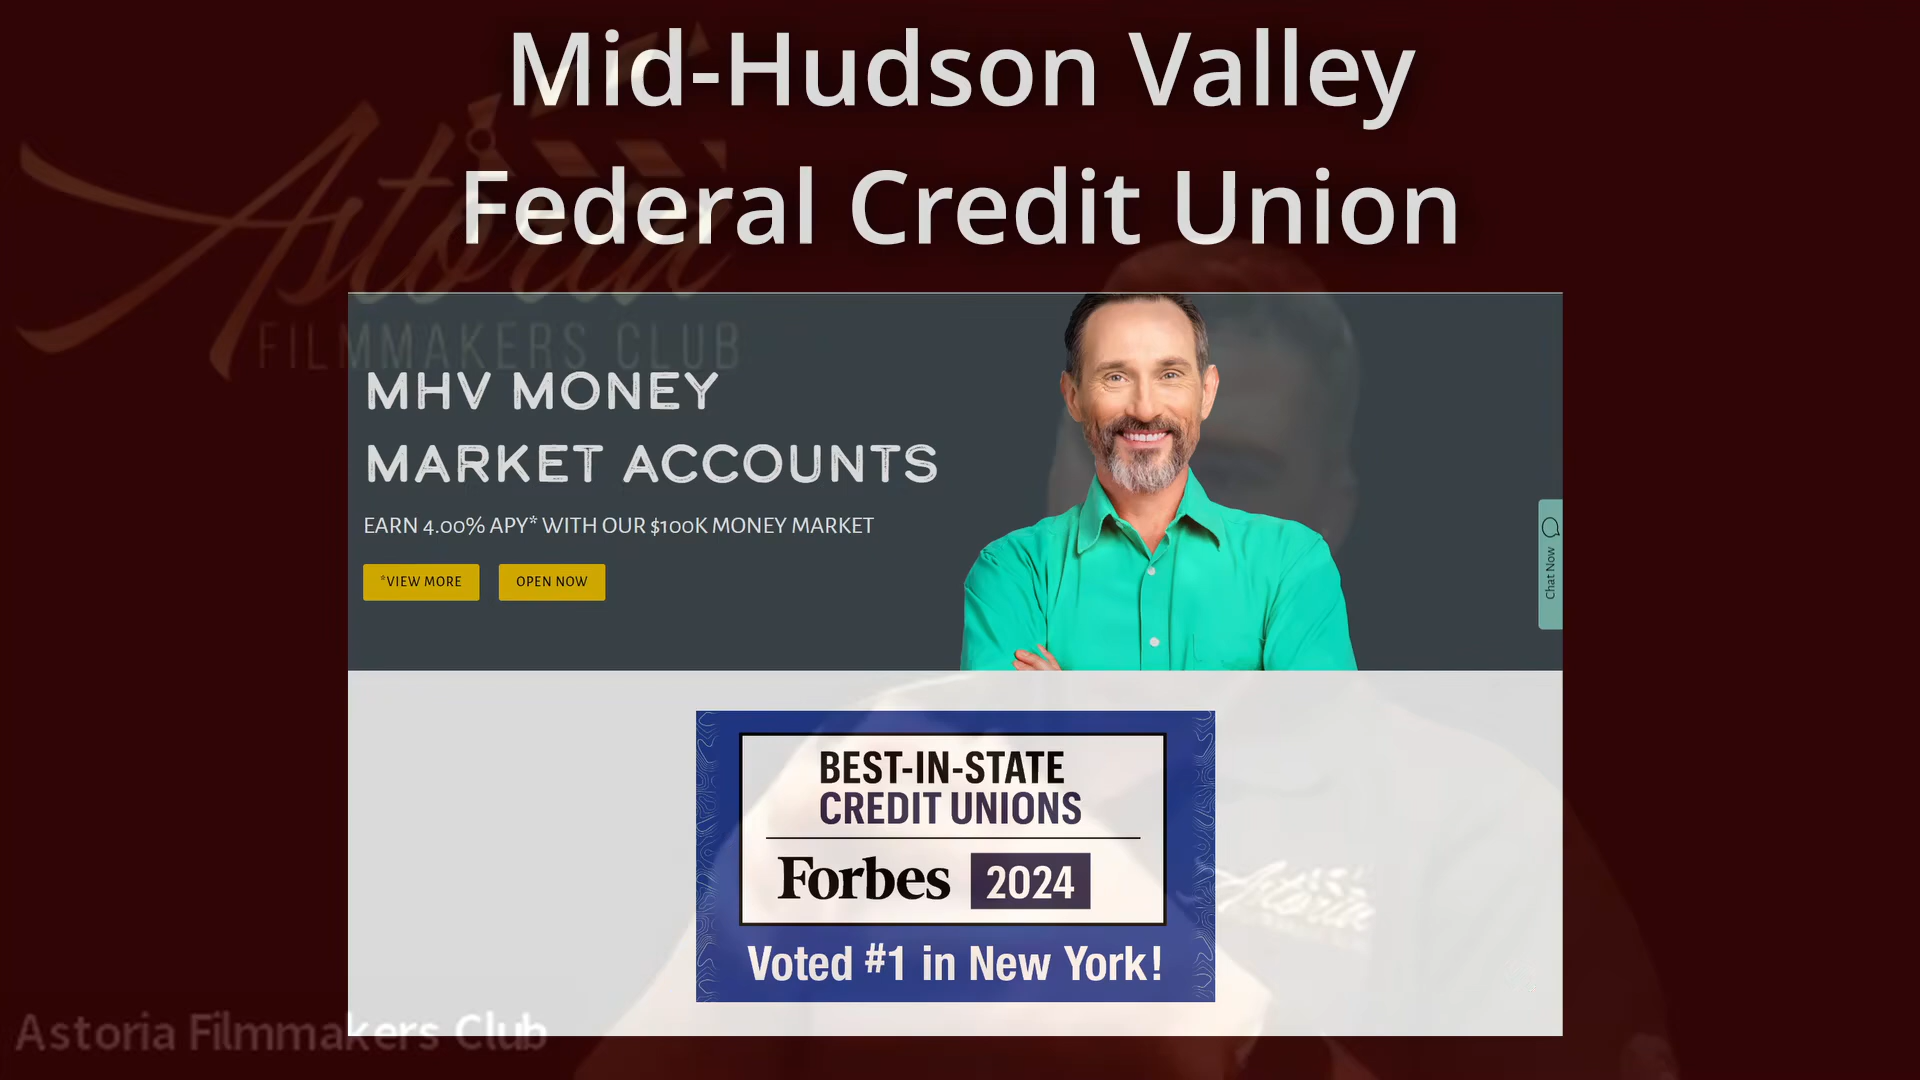 Mid-Hudson Valley
Federal Credit Union
Astoria
FILMMAKERS CLUB
MHV MONEY
MARKET ACCOUNTS
EARN 4.00% APY* WITH OUR $100K MONEY MARKET
*VIEW MORE
OPEN NOW
Chat Now
BEST-IN-STATE
CREDIT UNIONS
Forbes 2024
Voted #1 in New York!
Astoria
Astoria Filmmakers Club